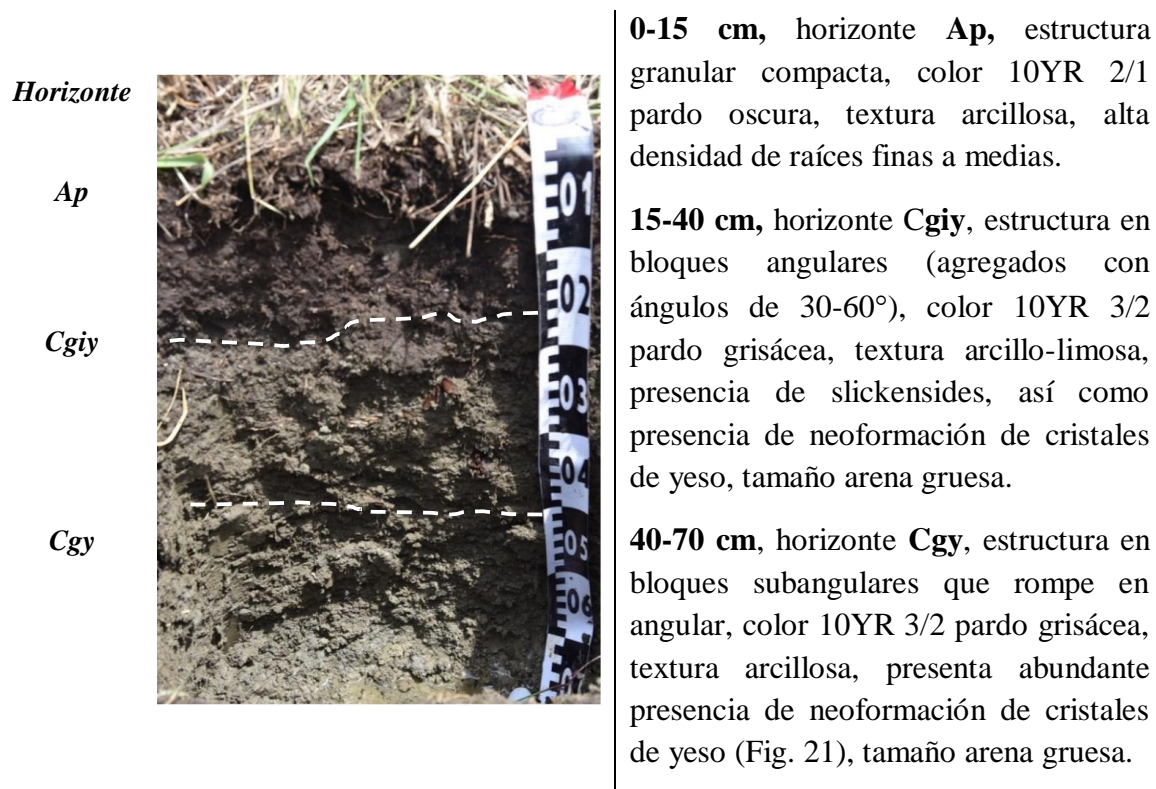 Horizonte
Ap
Cgiy
Cgy
01
02
03
04
05
06
0-15 cm, horizonte Ap, estructura
granular compacta, color 10YR 2/1
pardo oscura, textura arcillosa, alta
densidad de raíces finas a medias.
15-40 cm, horizonte Cgiy, estructura en
bloques angulares (agregados con
ángulos de 30-60°), color 10YR 3/2
pardo grisácea, textura arcillo-limosa,
presencia de slickensides, así como
presencia de neoformación de cristales
de yeso, tamaño arena gruesa.
40-70 cm, horizonte Cgy, estructura en
bloques subangulares que rompe en
angular, color 10YR 3/2 pardo grisácea,
textura arcillosa, presenta abundante
presencia de neoformación de cristales
de yeso (Fig. 21), tamaño arena gruesa.